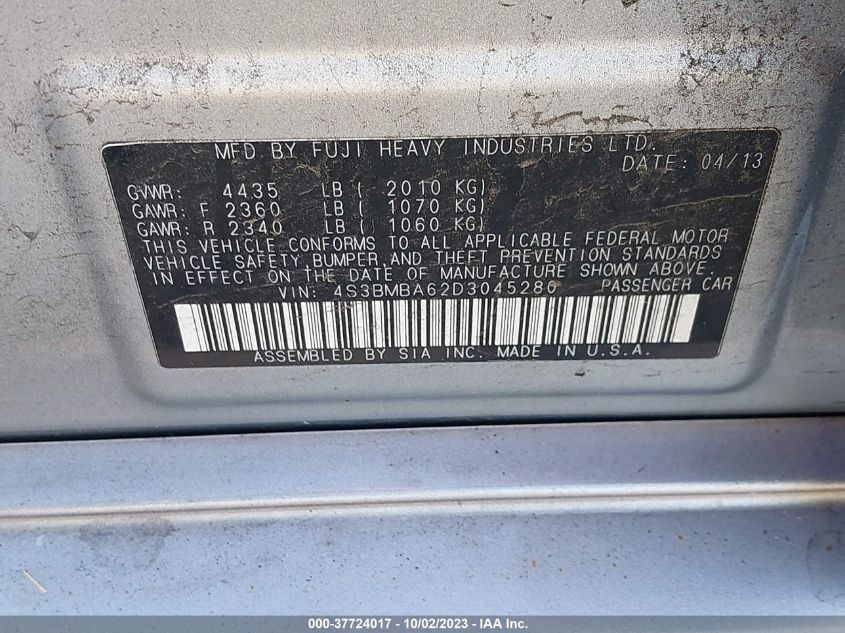 MFD BY FUJI HEAVY INDUSTRIES LTD.
DATE: 04/13
GVWR: 4435 LB ( 2010 KG)
GAWR: F 2360 LB ( 1070 KG)
GAWR: R 2340 LB ( 1060 KG)
THIS VEHICLE CONFORMS TO ALL APPLICABLE FEDERAL MOTOR
VEHICLE SAFETY, BUMPER, AND THEFT PREVENTION STANDARDS
IN EFFECT ON THE DATE OF MANUFACTURE SHOWN ABOVE.
VIN: 4S3BMBA62D3045280 PASSENGER CAR
ASSEMBLED BY SIA INC. MADE IN U.S.A.
000-37724017 - 10/02/2023 - IAA Inc.